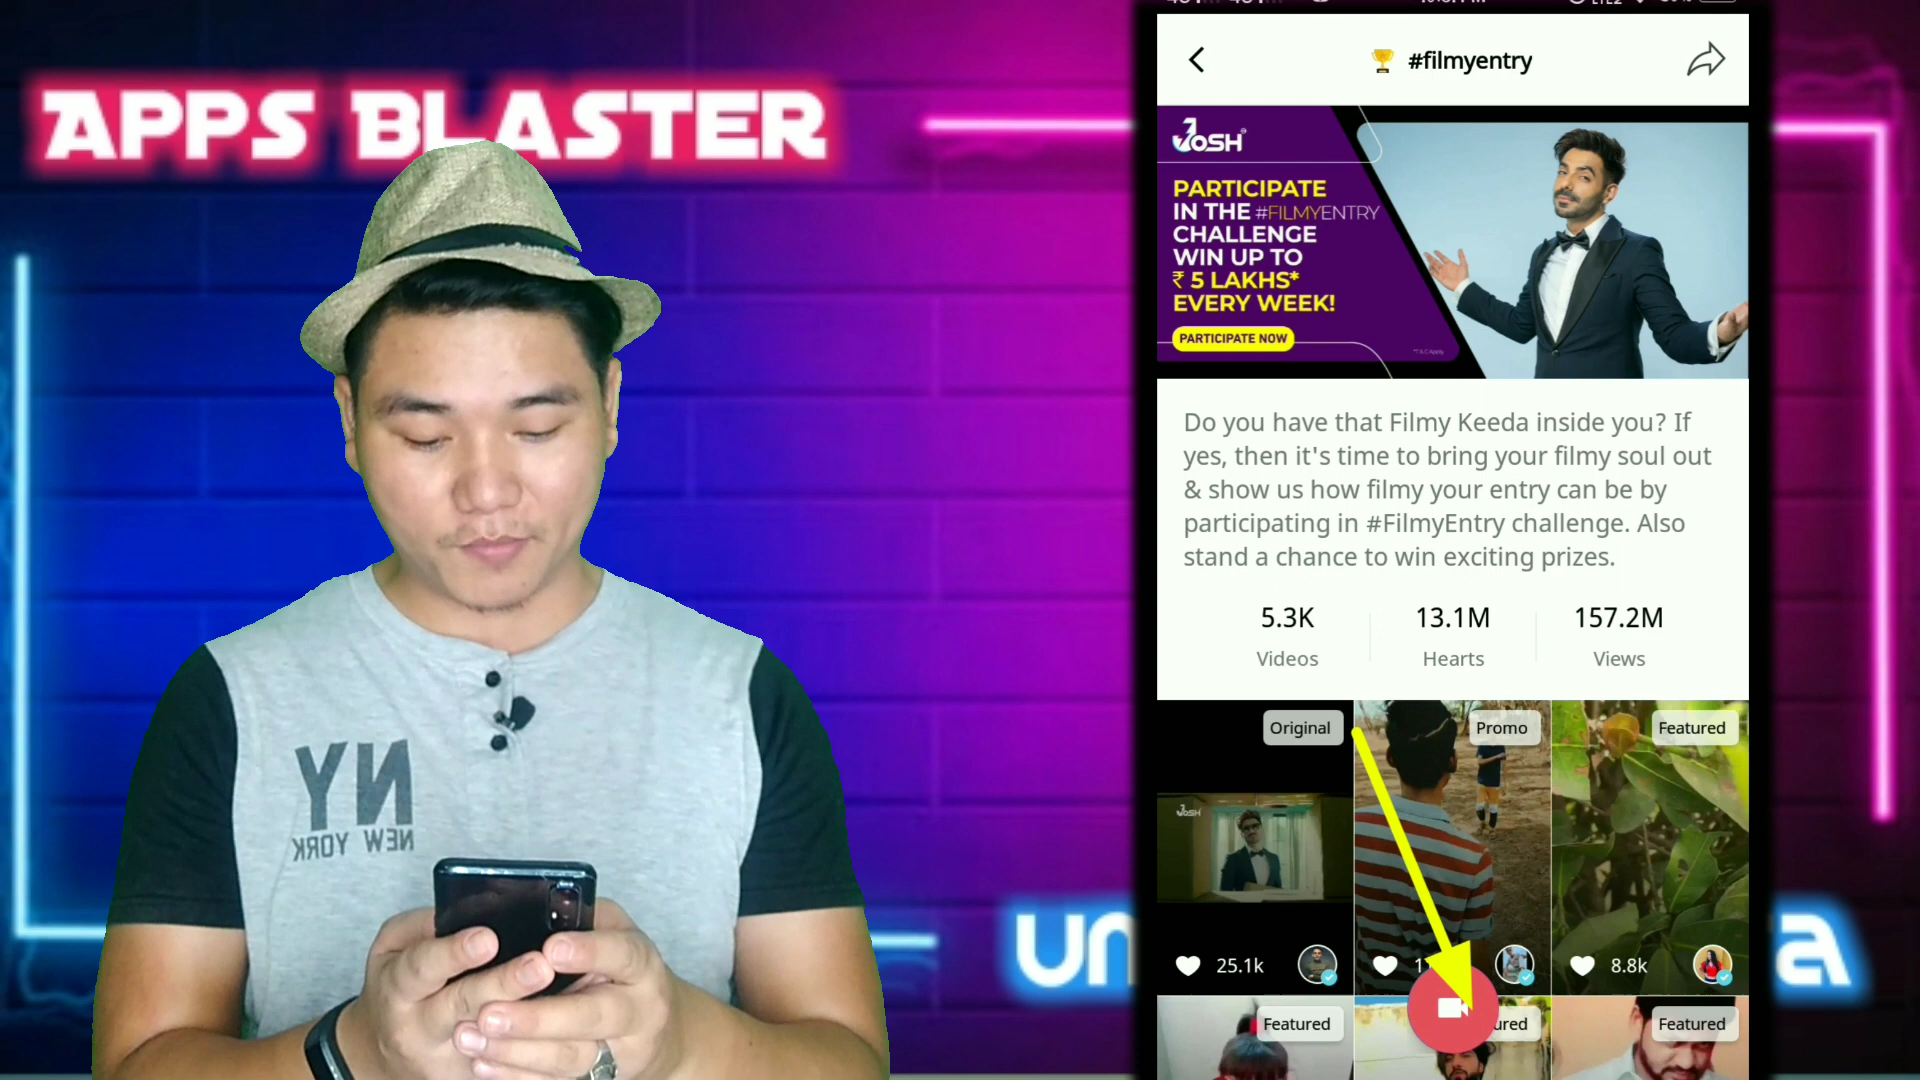 APPS BLASTER
NY
NEW YORK
#filmyentry
JOSH
PARTICIPATE
IN THE #FILMYENTRY
CHALLENGE
WIN UP TO
₹ 5 LAKHS*
EVERY WEEK!
PARTICIPATE NOW
*T & C Apply
Do you have that Filmy Keeda inside you? If
yes, then it's time to bring your filmy soul out
& show us how filmy your entry can be by
participating in #FilmyEntry challenge. Also
stand a chance to win exciting prizes.
5.3K 13.1M 157.2M
Videos Hearts Views
Original Promo Featured
JOSH
25.1k 8.8k
Featured Featured